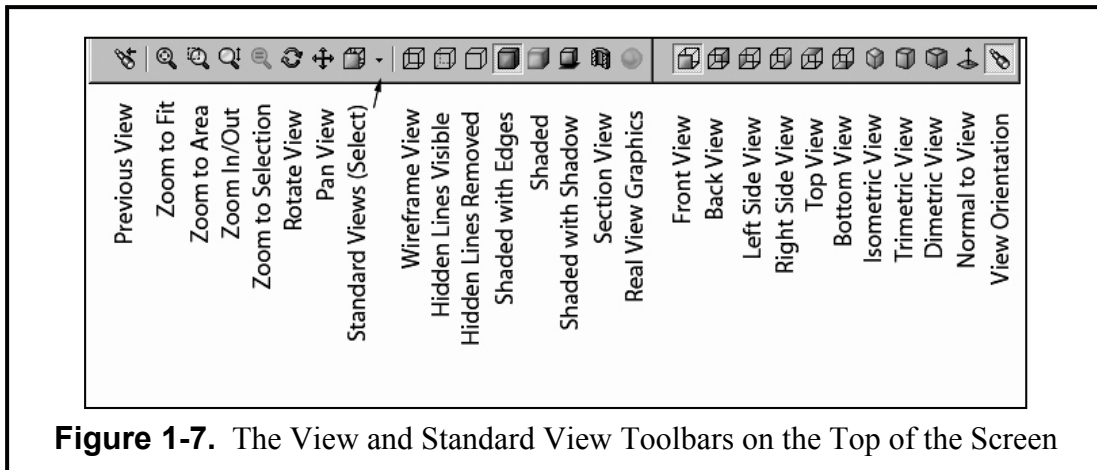 Previous View
Zoom to Fit
Zoom to Area
Zoom In/Out
Zoom to Selection
Rotate View
Pan View
Standard Views (Select)
Wireframe View
Hidden Lines Visible
Hidden Lines Removed
Shaded with Edges
Shaded
Shaded with Shadow
Section View
Real View Graphics
Front View
Back View
Left Side View
Right Side View
Top View
Bottom View
Isometric View
Trimetric View
Dimetric View
Normal to View
View Orientation
Figure 1-7. The View and Standard View Toolbars on the Top of the Screen